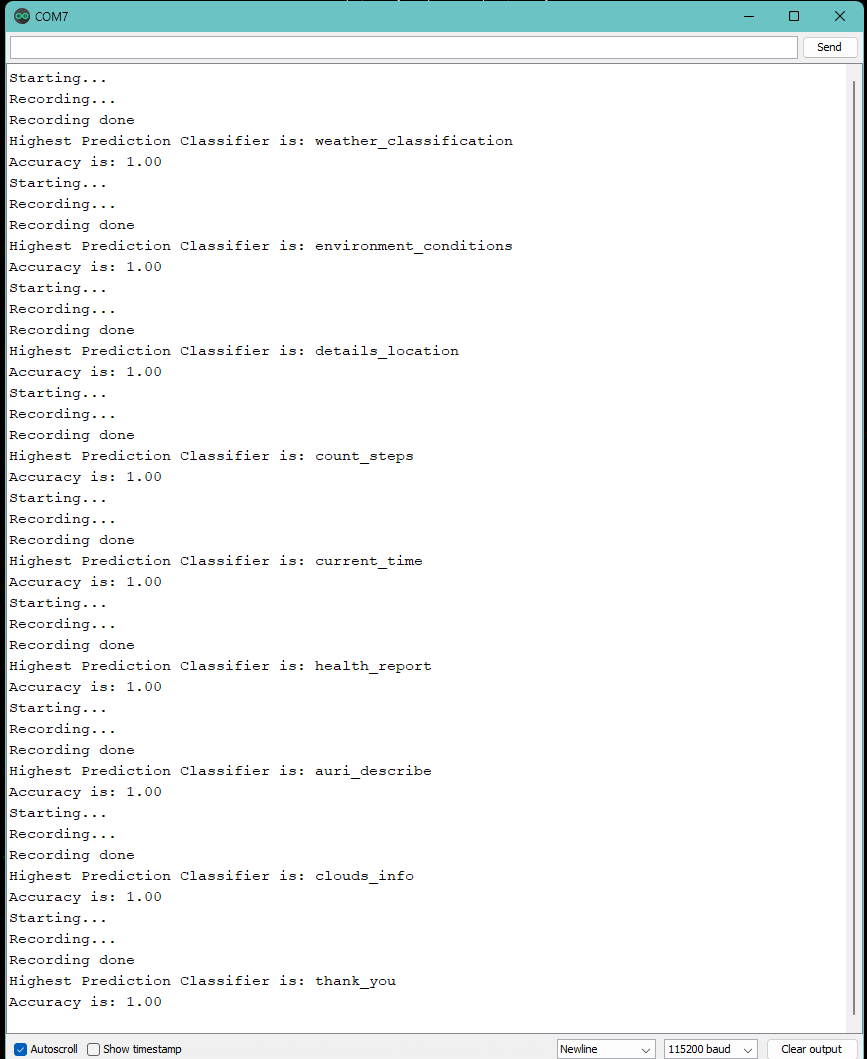 COM7
Send
Starting...
Recording...
Recording done
Highest Prediction Classifier is: weather_classification
Accuracy is: 1.00
Starting...
Recording...
Recording done
Highest Prediction Classifier is: environment_conditions
Accuracy is: 1.00
Starting...
Recording...
Recording done
Highest Prediction Classifier is: details_location
Accuracy is: 1.00
Starting...
Recording...
Recording done
Highest Prediction Classifier is: count_steps
Accuracy is: 1.00
Starting...
Recording...
Recording done
Highest Prediction Classifier is: current_time
Accuracy is: 1.00
Starting...
Recording...
Recording done
Highest Prediction Classifier is: health_report
Accuracy is: 1.00
Starting...
Recording...
Recording done
Highest Prediction Classifier is: auri_describe
Accuracy is: 1.00
Starting...
Recording...
Recording done
Highest Prediction Classifier is: clouds_info
Accuracy is: 1.00
Starting...
Recording...
Recording done
Highest Prediction Classifier is: thank_you
Accuracy is: 1.00
Autoscroll Show timestamp Newline 115200 baud Clear output